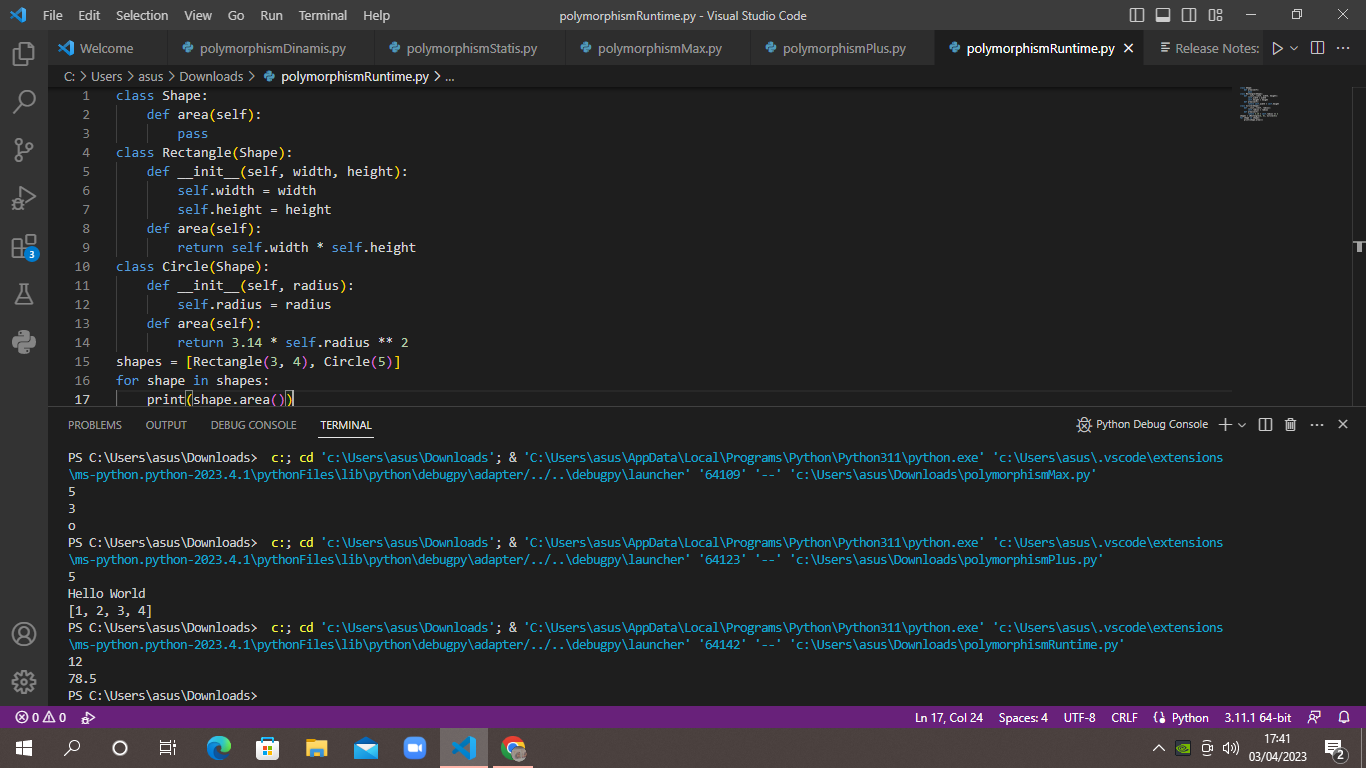 File Edit Selection View Go Run Terminal Help polymorphismRuntime.py - Visual Studio Code
Welcome polymorphismDinamis.py polymorphismStatis.py polymorphismMax.py polymorphismPlus.py polymorphismRuntime.py Release Notes:
C: > Users > asus > Downloads > polymorphismRuntime.py > ...
1 class Shape:
2     def area(self):
3         pass
4 class Rectangle(Shape):
5     def __init__(self, width, height):
6         self.width = width
7         self.height = height
8     def area(self):
9         return self.width * self.height
10 class Circle(Shape):
11     def __init__(self, radius):
12         self.radius = radius
13     def area(self):
14         return 3.14 * self.radius ** 2
15 shapes = [Rectangle(3, 4), Circle(5)]
16 for shape in shapes:
17     print(shape.area())
3
PROBLEMS OUTPUT DEBUG CONSOLE TERMINAL Python Debug Console
PS C:\Users\asus\Downloads>  c:; cd 'c:\Users\asus\Downloads'; & 'C:\Users\asus\AppData\Local\Programs\Python\Python311\python.exe' 'c:\Users\asus\.vscode\extensions
\ms-python.python-2023.4.1\pythonFiles\lib\python\debugpy\adapter/../..\debugpy\launcher' '64109' '--' 'c:\Users\asus\Downloads\polymorphismMax.py'
5
3
o
PS C:\Users\asus\Downloads>  c:; cd 'c:\Users\asus\Downloads'; & 'C:\Users\asus\AppData\Local\Programs\Python\Python311\python.exe' 'c:\Users\asus\.vscode\extensions
\ms-python.python-2023.4.1\pythonFiles\lib\python\debugpy\adapter/../..\debugpy\launcher' '64123' '--' 'c:\Users\asus\Downloads\polymorphismPlus.py'
5
Hello World
[1, 2, 3, 4]
PS C:\Users\asus\Downloads>  c:; cd 'c:\Users\asus\Downloads'; & 'C:\Users\asus\AppData\Local\Programs\Python\Python311\python.exe' 'c:\Users\asus\.vscode\extensions
\ms-python.python-2023.4.1\pythonFiles\lib\python\debugpy\adapter/../..\debugpy\launcher' '64142' '--' 'c:\Users\asus\Downloads\polymorphismRuntime.py'
12
78.5
PS C:\Users\asus\Downloads>
0 0 Ln 17, Col 24 Spaces: 4 UTF-8 CRLF Python 3.11.1 64-bit
17:41
03/04/2023
2